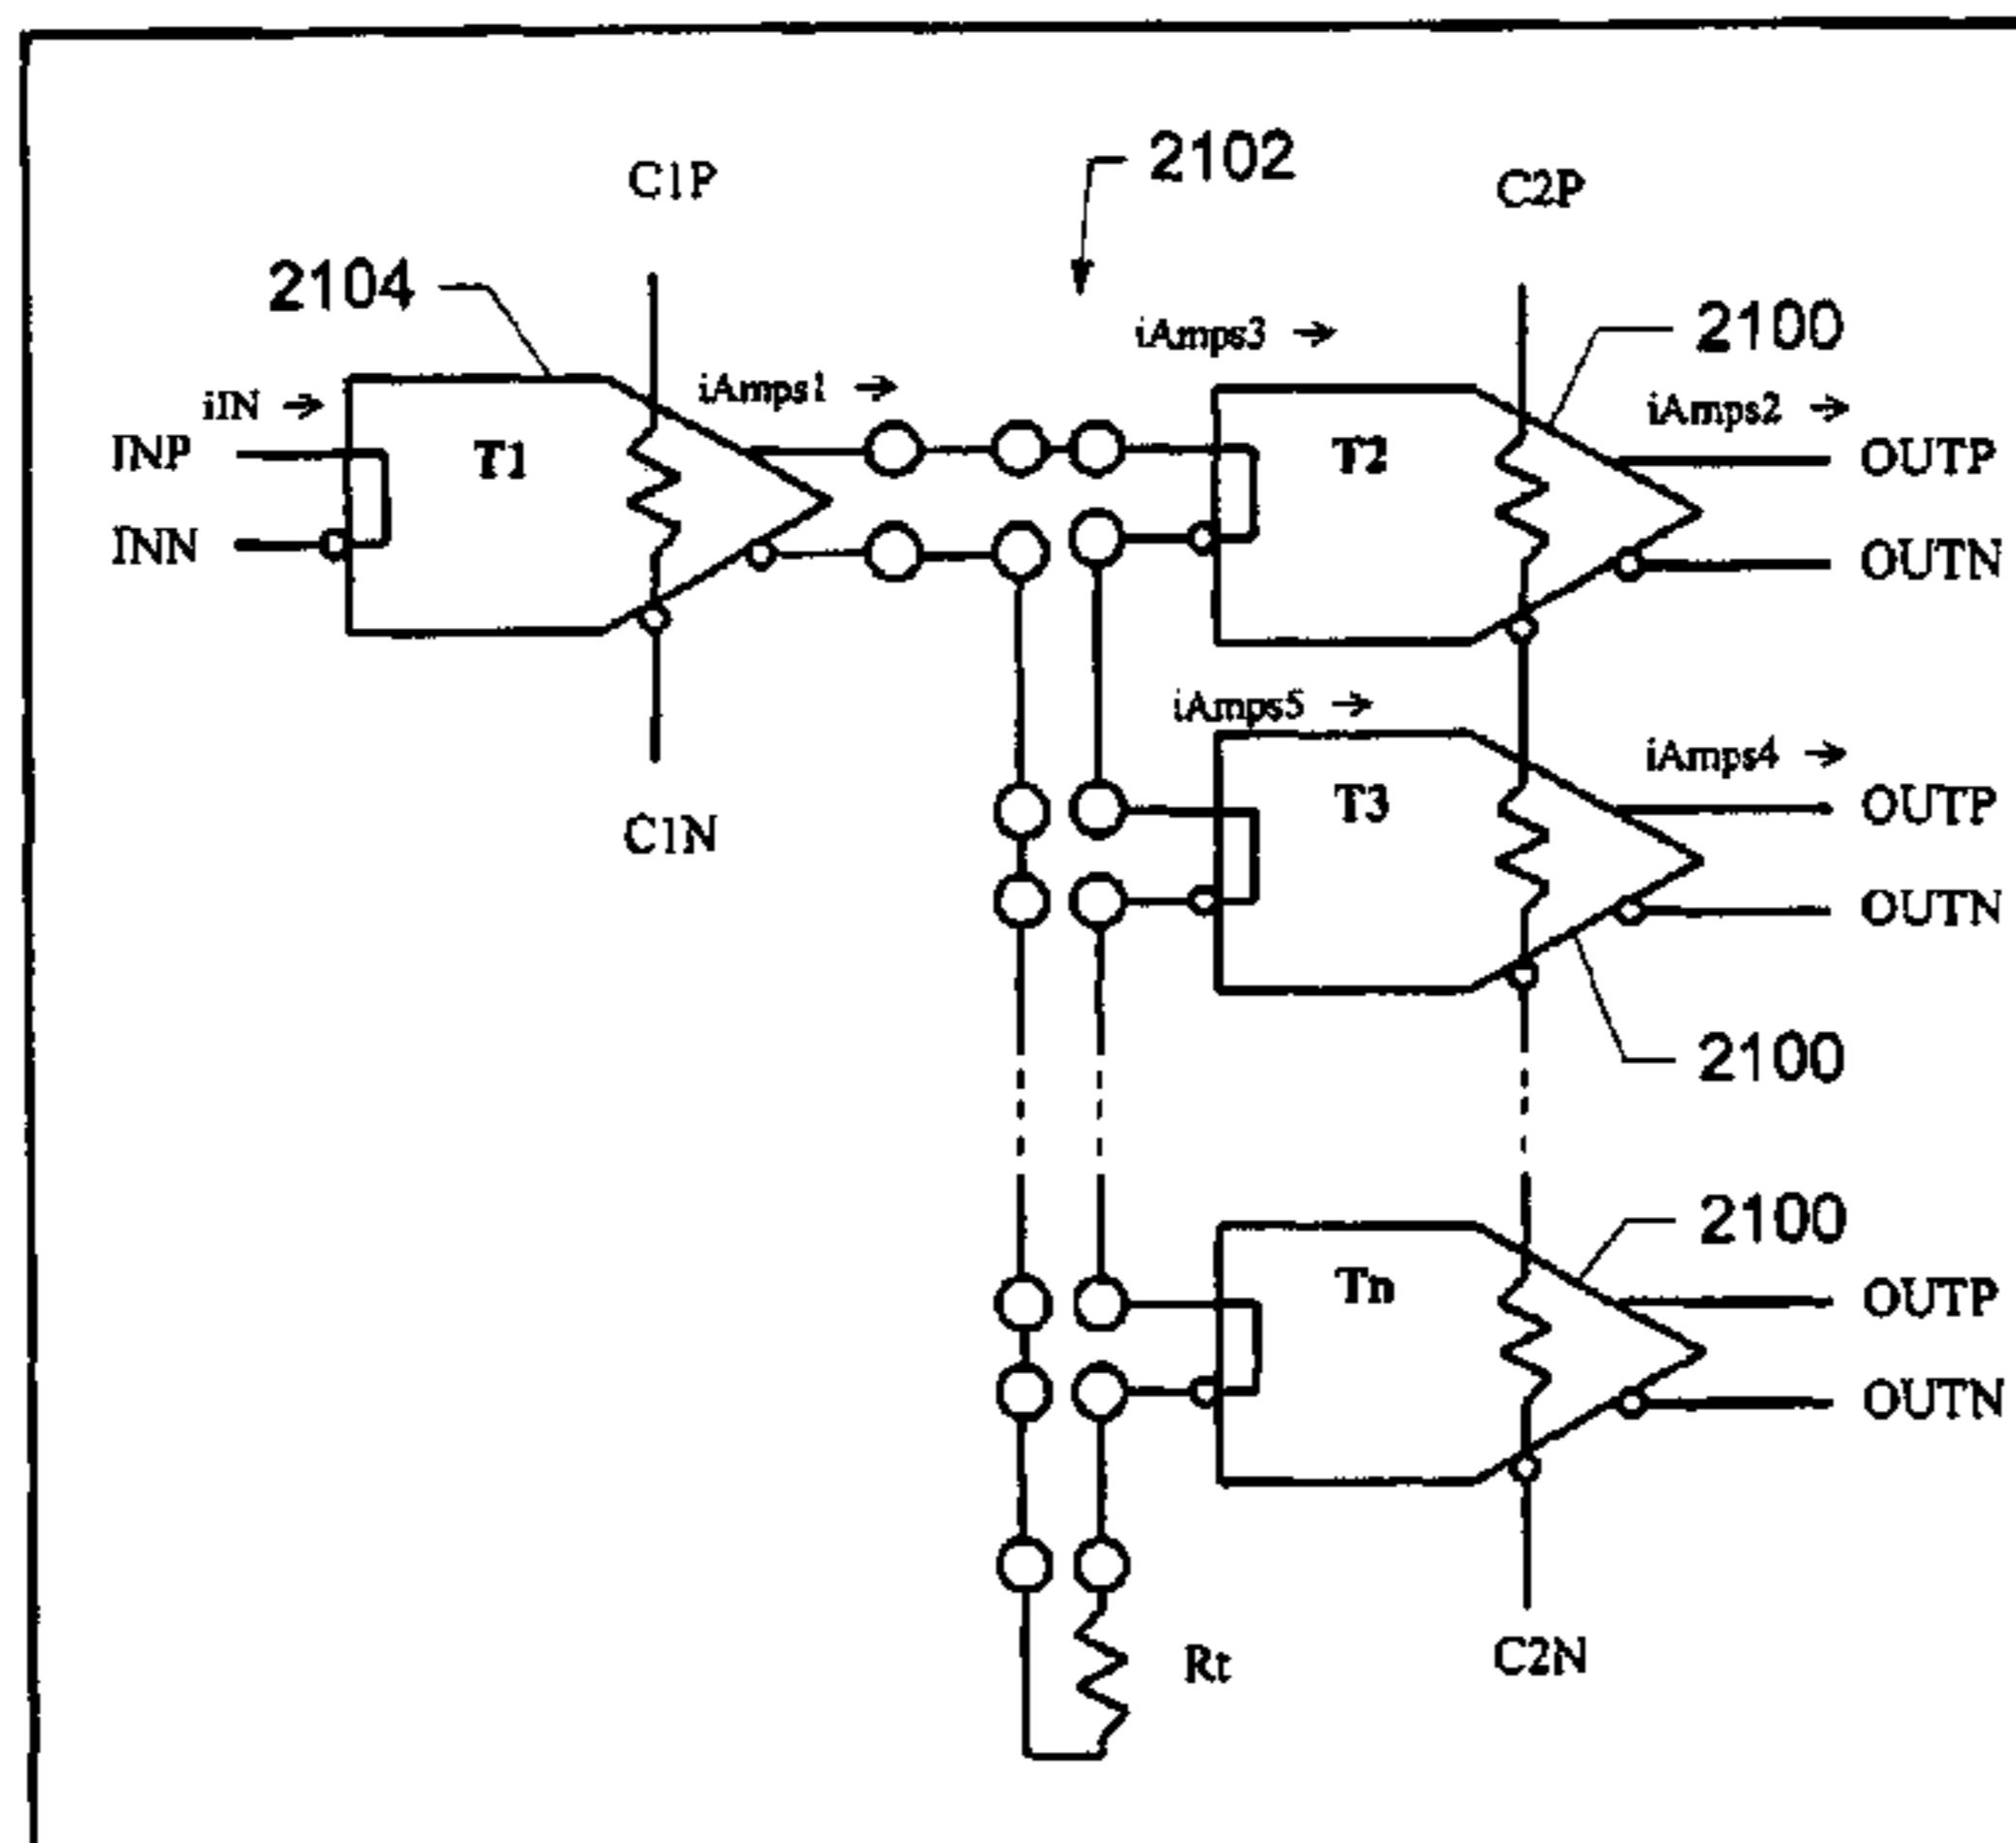 2102
C1P
C2P
2104
2100
iAmps3 →
iIN →
iAmps1 →
iAmps2 →
INP
T1
T2
OUTP
INN
OUTN
iAmps5 →
iAmps4 →
T3
OUTP
C1N
OUTN
2100
2100
Tn
OUTP
OUTN
Rt
C2N